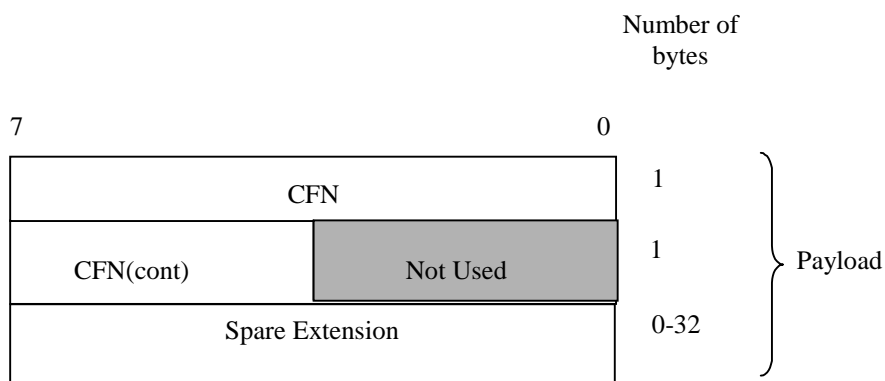 Number of
bytes
7 0
CFN 1
CFN(cont) Not Used 1
Payload
Spare Extension 0-32